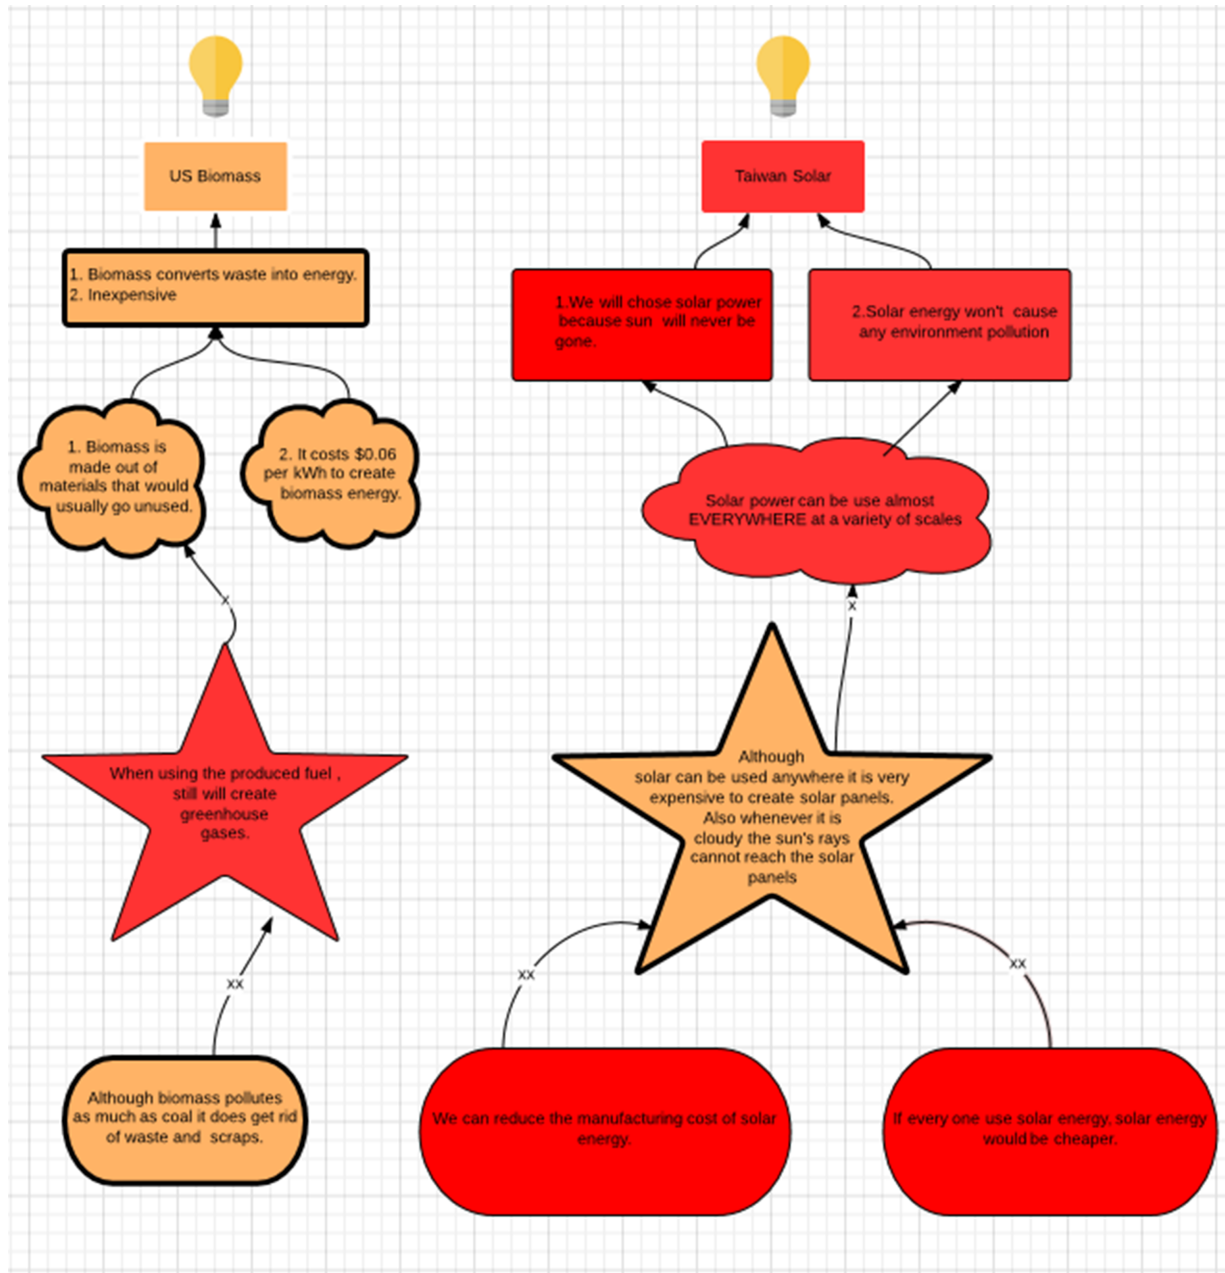 US Biomass
1. Biomass converts waste into energy.
2. Inexpensive
1. Biomass is
made out of
materials that would
usually go unused.
2. It costs $0.06
per kWh to create
biomass energy.
x
When using the produced fuel ,
still will create
greenhouse
gases.
xx
Although biomass pollutes
as much as coal it does get rid
of waste and scraps.
Taiwan Solar
1.We will chose solar power
because sun will never be
gone.
2.Solar energy won't cause
any environment pollution
Solar power can be use almost
EVERYWHERE at a variety of scales
x
Although
solar can be used anywhere it is very
expensive to create solar panels.
Also whenever it is
cloudy the sun's rays
cannot reach the solar
panels
xx
xx
We can reduce the manufacturing cost of solar
energy.
If every one use solar energy, solar energy
would be cheaper.